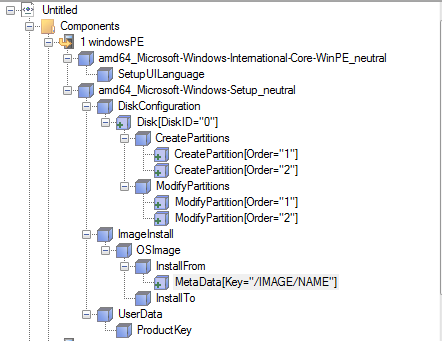 Untitled
Components
1 windowsPE
amd64_Microsoft-Windows-International-Core-WinPE_neutral
SetupUILanguage
amd64_Microsoft-Windows-Setup_neutral
DiskConfiguration
Disk[DiskID="0"]
CreatePartitions
CreatePartition[Order="1"]
CreatePartition[Order="2"]
ModifyPartitions
ModifyPartition[Order="1"]
ModifyPartition[Order="2"]
ImageInstall
OSImage
InstallFrom
MetaData[Key="/IMAGE/NAME"]
InstallTo
UserData
ProductKey